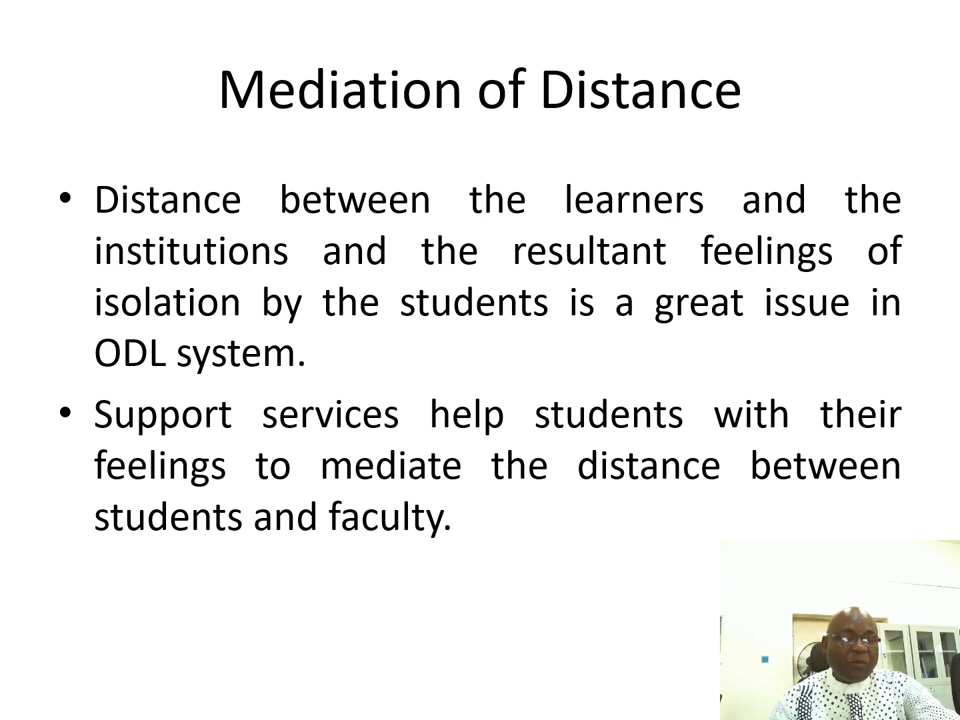 Mediation of Distance
• Distance between the learners and the
institutions and the resultant feelings of
isolation by the students is a great issue in
ODL system.
• Support services help students with their
feelings to mediate the distance between
students and faculty.